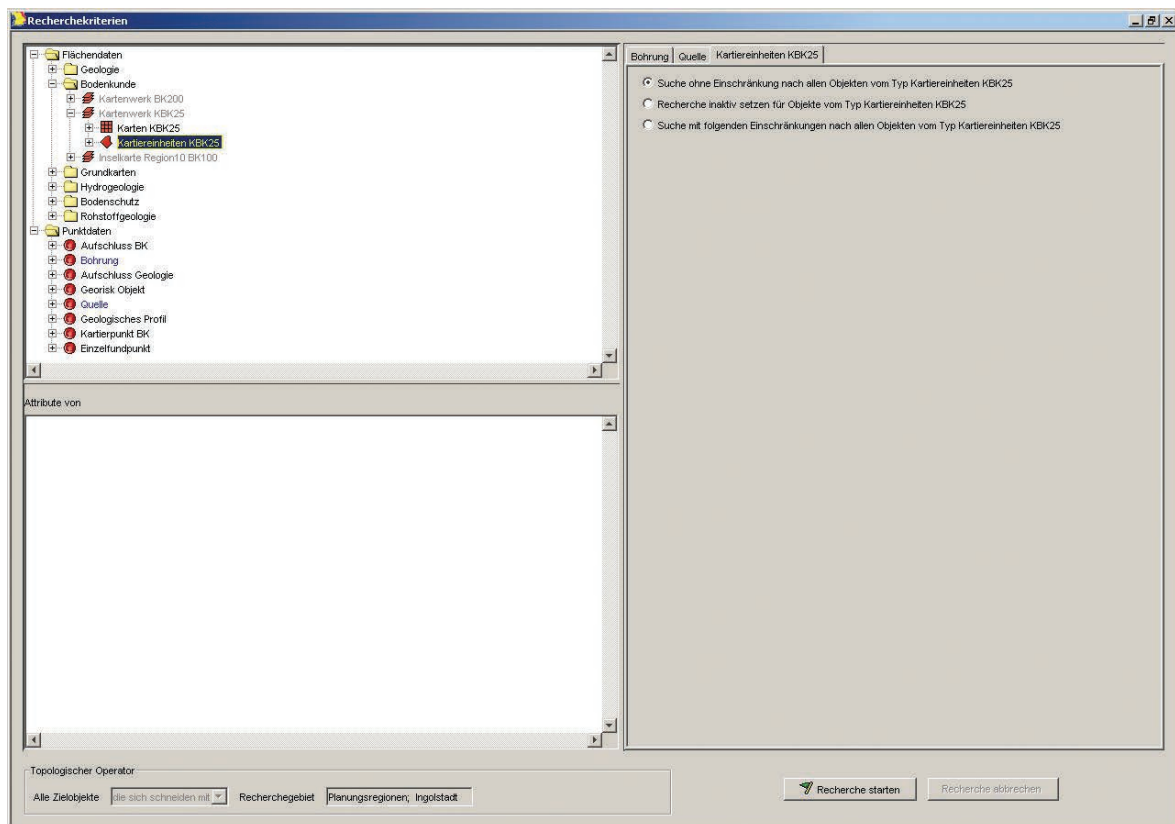 Recherchekriterien
Flächendaten
Geologie
Bodenkunde
Kartenwerk BK200
Kartenwerk KBK25
Karten KBK25
Kartiereinheiten KBK25
Inselkarte Region10 BK100
Grundkarten
Hydrogeologie
Bodenschutz
Rohstoffgeologie
Punktdaten
Aufschluss BK
Bohrung
Aufschluss Geologie
Georisk Objekt
Quelle
Geologisches Profil
Kartierpunkt BK
Einzelfundpunkt
Attribute von
Bohrung Quelle Kartiereinheiten KBK25
Suche ohne Einschränkung nach allen Objekten vom Typ Kartiereinheiten KBK25
Recherche inaktiv setzen für Objekte vom Typ Kartiereinheiten KBK25
Suche mit folgenden Einschränkungen nach allen Objekten vom Typ Kartiereinheiten KBK25
Topologischer Operator
Alle Zielobjekte die sich schneiden mit Recherchegebiet Planungsregionen; Ingolstadt
Recherche starten Recherche abbrechen